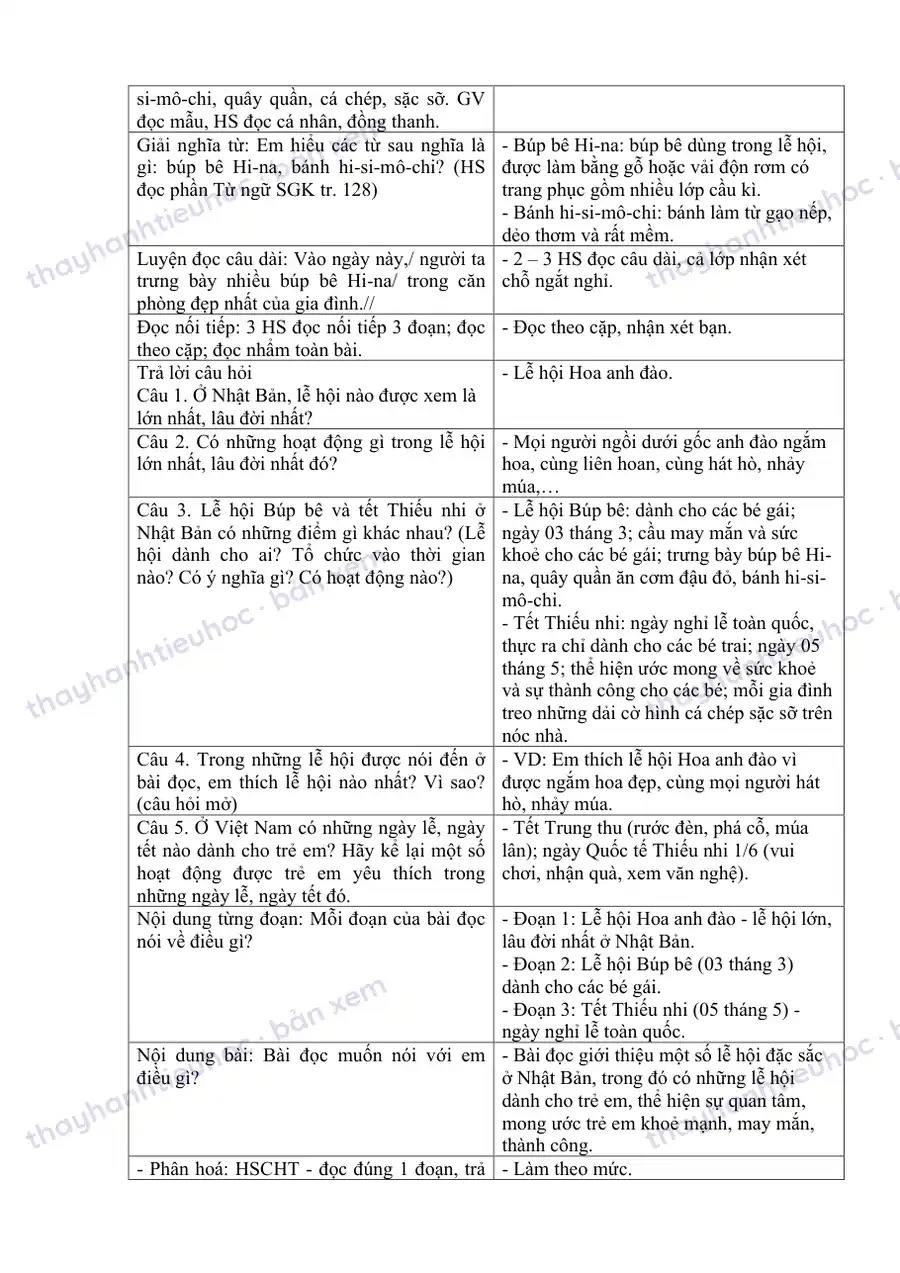 si-mô-chi, quây quần, cá chép, sặc sỡ. GV
đọc mẫu, HS đọc cá nhân, đồng thanh.
Giải nghĩa từ: Em hiểu các từ sau nghĩa là
gì: búp bê Hi-na, bánh hi-si-mô-chi? (HS
đọc phần Từ ngữ SGK tr. 128)
- Búp bê Hi-na: búp bê dùng trong lễ hội,
được làm bằng gỗ hoặc vải độn rơm có
trang phục gồm nhiều lớp cầu kì.
- Bánh hi-si-mô-chi: bánh làm từ gạo nếp,
dẻo thơm và rất mềm.
Luyện đọc câu dài: Vào ngày này,/ người ta
trưng bày nhiều búp bê Hi-na/ trong căn
phòng đẹp nhất của gia đình.//
- 2 – 3 HS đọc câu dài, cả lớp nhận xét
chỗ ngắt nghỉ.
Đọc nối tiếp: 3 HS đọc nối tiếp 3 đoạn; đọc
theo cặp; đọc nhẩm toàn bài.
- Đọc theo cặp, nhận xét bạn.
Trả lời câu hỏi
Câu 1. Ở Nhật Bản, lễ hội nào được xem là
lớn nhất, lâu đời nhất?
- Lễ hội Hoa anh đào.
Câu 2. Có những hoạt động gì trong lễ hội
lớn nhất, lâu đời nhất đó?
- Mọi người ngồi dưới gốc anh đào ngắm
hoa, cùng liên hoan, cùng hát hò, nhảy
múa,…
Câu 3. Lễ hội Búp bê và tết Thiếu nhi ở
Nhật Bản có những điểm gì khác nhau? (Lễ
hội dành cho ai? Tổ chức vào thời gian
nào? Có ý nghĩa gì? Có hoạt động nào?)
- Lễ hội Búp bê: dành cho các bé gái;
ngày 03 tháng 3; cầu may mắn và sức
khoẻ cho các bé gái; trưng bày búp bê Hi-
na, quây quần ăn cơm đậu đỏ, bánh hi-si-
mô-chi.
- Tết Thiếu nhi: ngày nghỉ lễ toàn quốc,
thực ra chỉ dành cho các bé trai; ngày 05
tháng 5; thể hiện ước mong về sức khoẻ
và sự thành công cho các bé; mỗi gia đình
treo những dải cờ hình cá chép sặc sỡ trên
nóc nhà.
Câu 4. Trong những lễ hội được nói đến ở
bài đọc, em thích lễ hội nào nhất? Vì sao?
(câu hỏi mở)
- VD: Em thích lễ hội Hoa anh đào vì
được ngắm hoa đẹp, cùng mọi người hát
hò, nhảy múa.
Câu 5. Ở Việt Nam có những ngày lễ, ngày
tết nào dành cho trẻ em? Hãy kể lại một số
hoạt động được trẻ em yêu thích trong
những ngày lễ, ngày tết đó.
- Tết Trung thu (rước đèn, phá cỗ, múa
lân); ngày Quốc tế Thiếu nhi 1/6 (vui
chơi, nhận quà, xem văn nghệ).
Nội dung từng đoạn: Mỗi đoạn của bài đọc
nói về điều gì?
- Đoạn 1: Lễ hội Hoa anh đào - lễ hội lớn,
lâu đời nhất ở Nhật Bản.
- Đoạn 2: Lễ hội Búp bê (03 tháng 3)
dành cho các bé gái.
- Đoạn 3: Tết Thiếu nhi (05 tháng 5) -
ngày nghỉ lễ toàn quốc.
Nội dung bài: Bài đọc muốn nói với em
điều gì?
- Bài đọc giới thiệu một số lễ hội đặc sắc
ở Nhật Bản, trong đó có những lễ hội
dành cho trẻ em, thể hiện sự quan tâm,
mong ước trẻ em khoẻ mạnh, may mắn,
thành công.
- Phân hoá: HSCHT - đọc đúng 1 đoạn, trả
- Làm theo mức.
thayhanhtieuhoc · bản xem
thayhanhtieuhoc · b
thayhanhtieuhoc · bản xem
thayhanhtieuhoc · b
thayhanhtieuhoc · bản xem
thayhanhtieuhoc · b